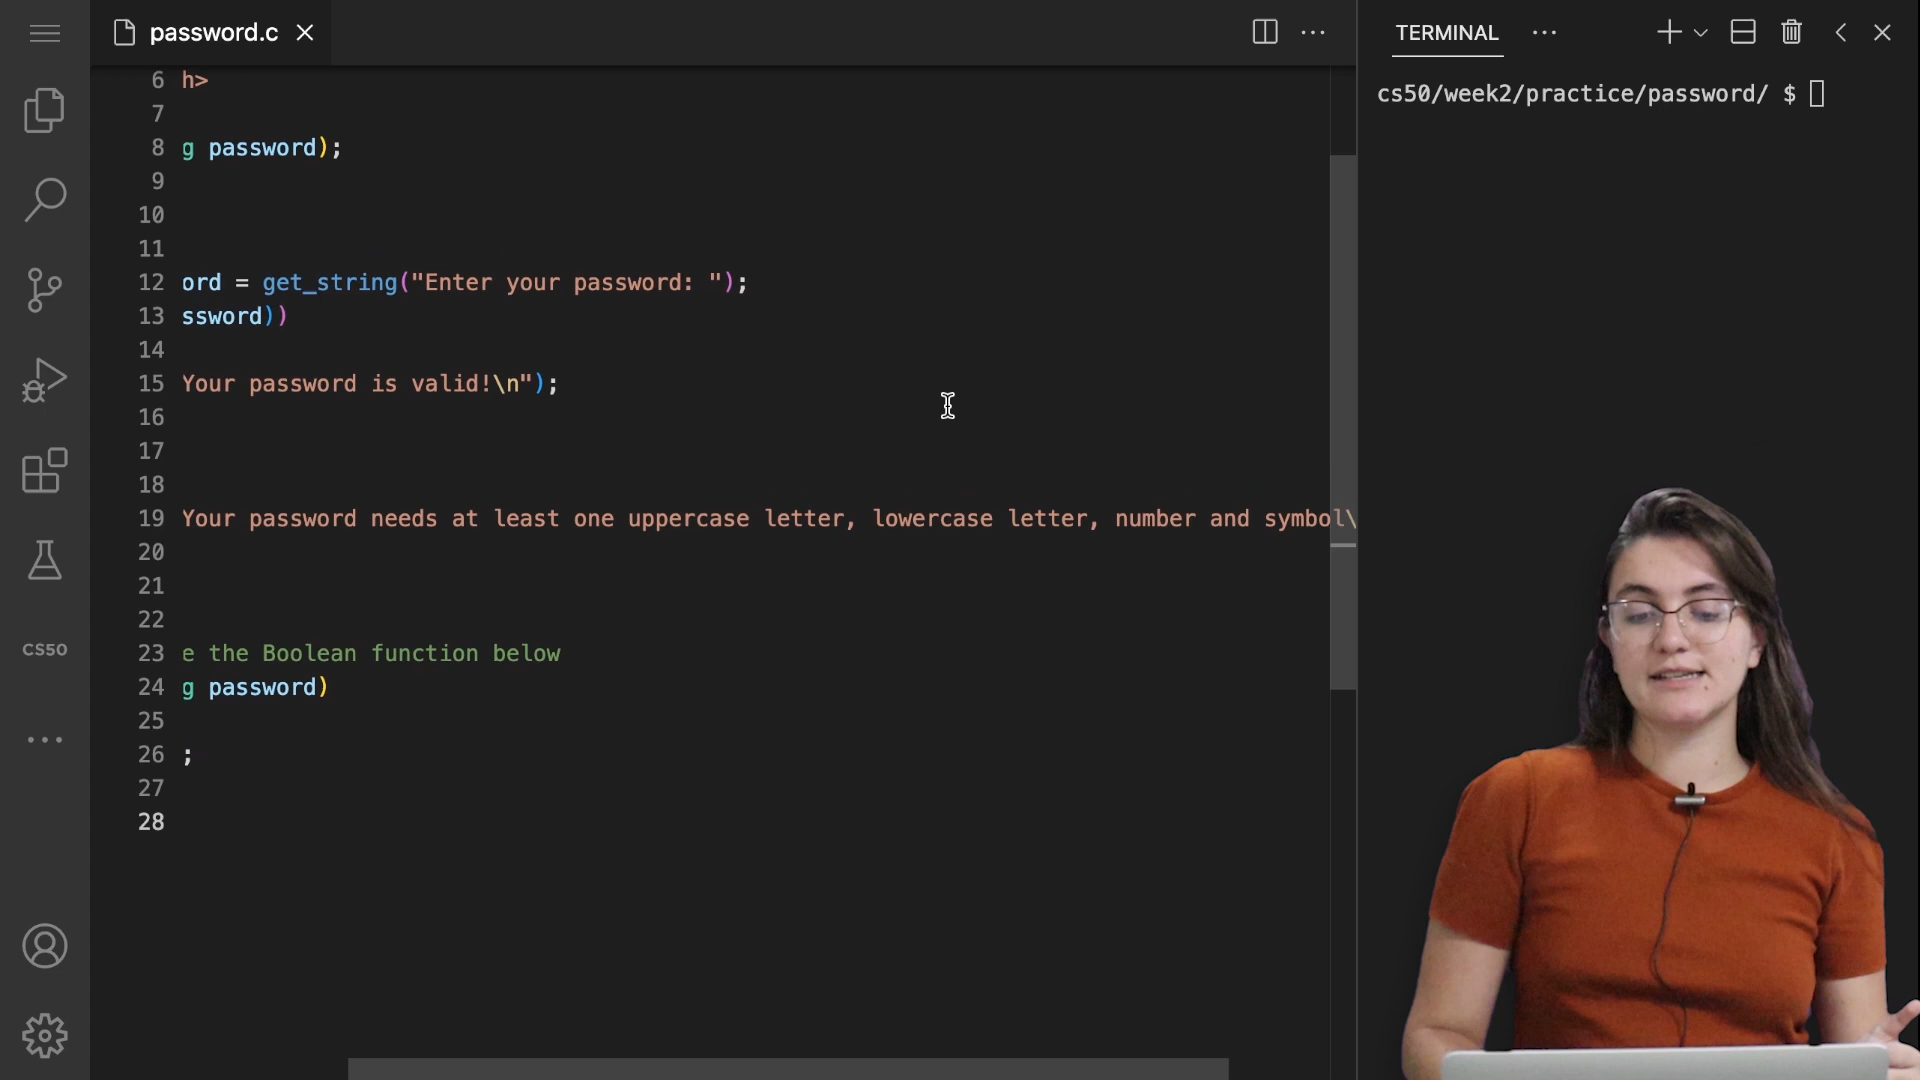 password.c
TERMINAL
cs50/week2/practice/password/ $
6 h>
7
8 g password);
9
10
11
12 ord = get_string("Enter your password: ");
13 ssword))
14
15 Your password is valid!\n");
16
17
18
19 Your password needs at least one uppercase letter, lowercase letter, number and symbol\
20
21
22
23 e the Boolean function below
24 g password)
25
26 ;
27
28
CS50